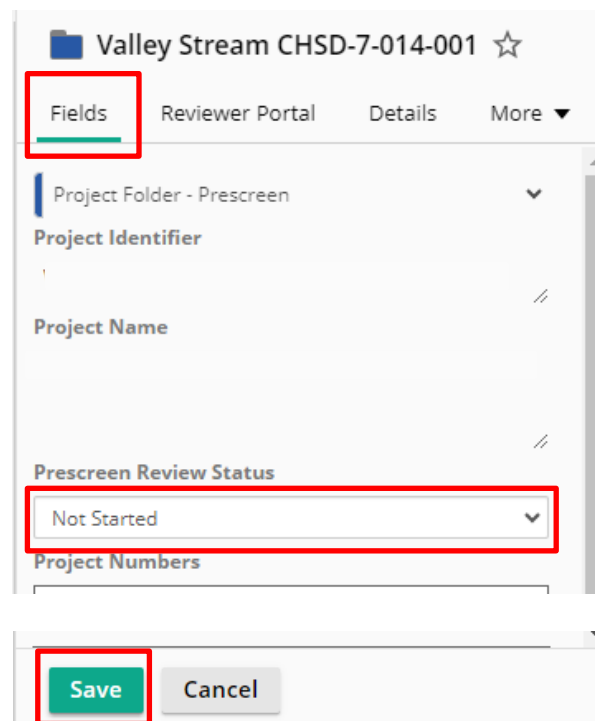 Valley Stream CHSD-7-014-001
Fields Reviewer Portal Details More
Project Folder - Prescreen
Project Identifier
Project Name
Prescreen Review Status
Not Started
Project Numbers
Save Cancel